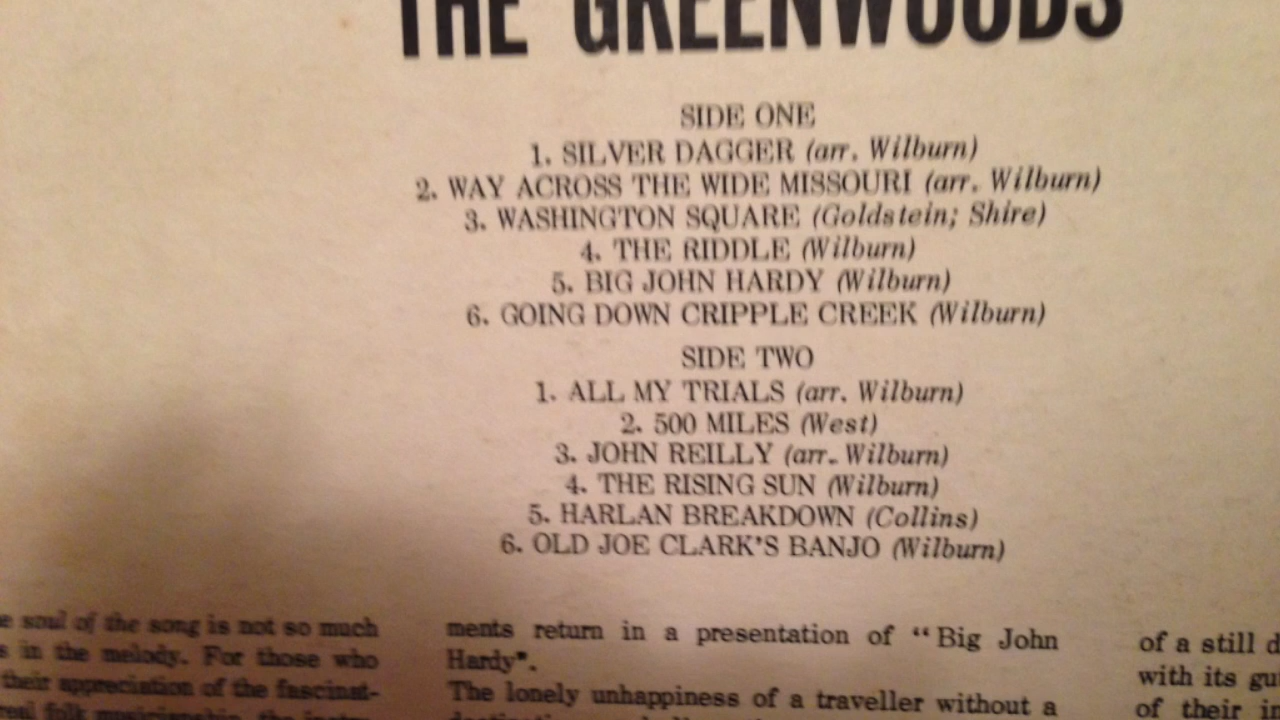 THE GREENWOODS
SIDE ONE
1. SILVER DAGGER (arr. Wilburn)
2. WAY ACROSS THE WIDE MISSOURI (arr. Wilburn)
3. WASHINGTON SQUARE (Goldstein; Shire)
4. THE RIDDLE (Wilburn)
5. BIG JOHN HARDY (Wilburn)
6. GOING DOWN CRIPPLE CREEK (Wilburn)
SIDE TWO
1. ALL MY TRIALS (arr. Wilburn)
2. 500 MILES (West)
3. JOHN REILLY (arr. Wilburn)
4. THE RISING SUN (Wilburn)
5. HARLAN BREAKDOWN (Collins)
6. OLD JOE CLARK'S BANJO (Wilburn)
soul of the song is not so much
in the melody. For those who
their appreciation of the fascinat-
real folk musicianship, the
ments return in a presentation of "Big John
Hardy".
The lonely unhappiness of a traveller without a
of a still
with its
of their